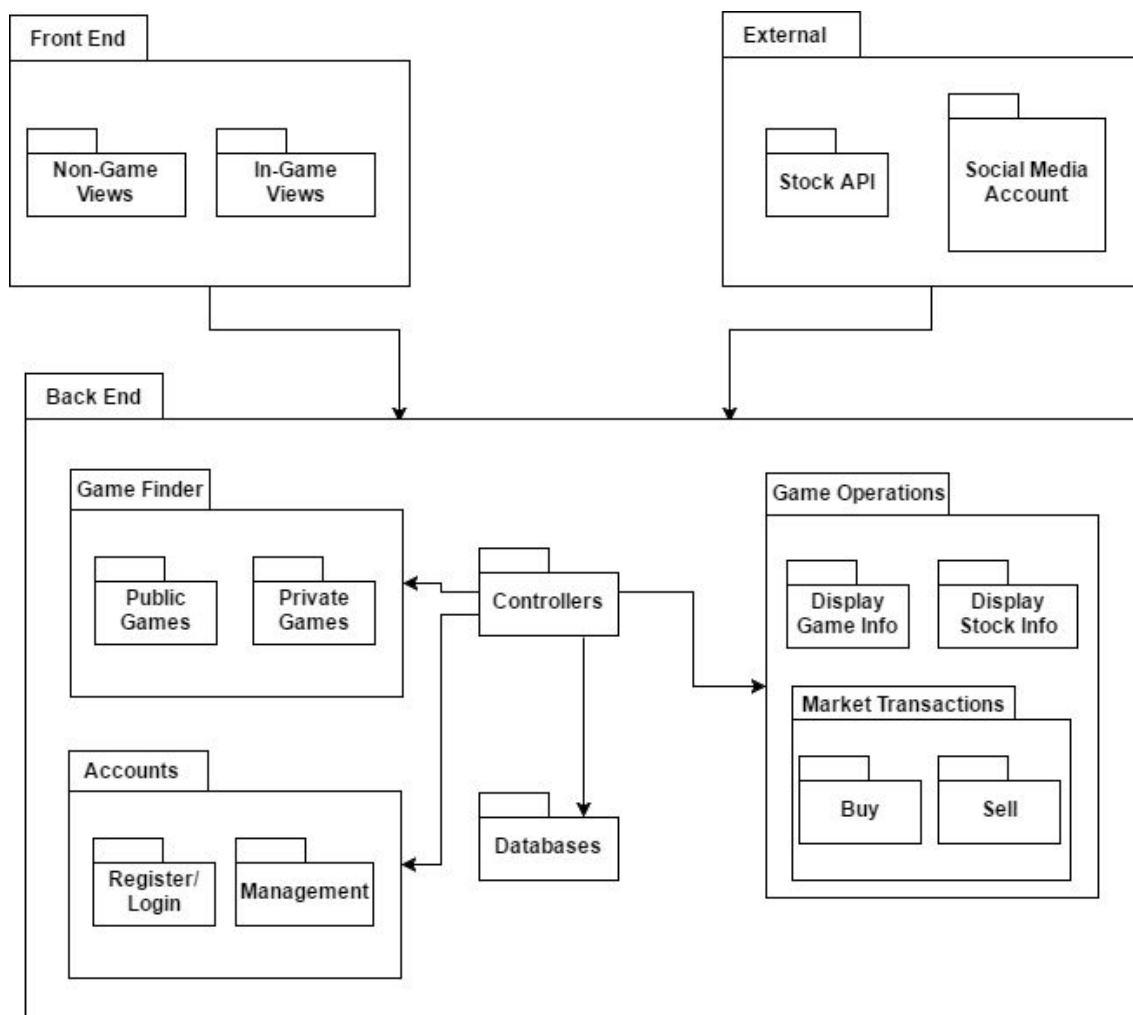 Front End
External
Non-Game
Views
In-Game
Views
Stock API
Social Media
Account
Back End
Game Finder
Public
Games
Private
Games
Controllers
Game Operations
Display
Game Info
Display
Stock Info
Market Transactions
Buy
Sell
Accounts
Register/
Login
Management
Databases